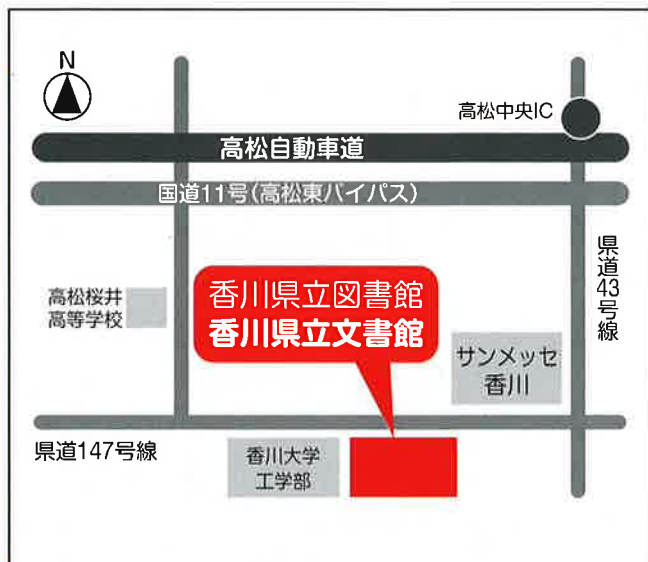 N
高松中央IC
高松自動車道
国道11号(高松東バイパス)
県道43号線
高松桜井
高等学校
香川県立図書館
香川県立文書館
サンメッセ
香川
県道147号線
香川大学
工学部